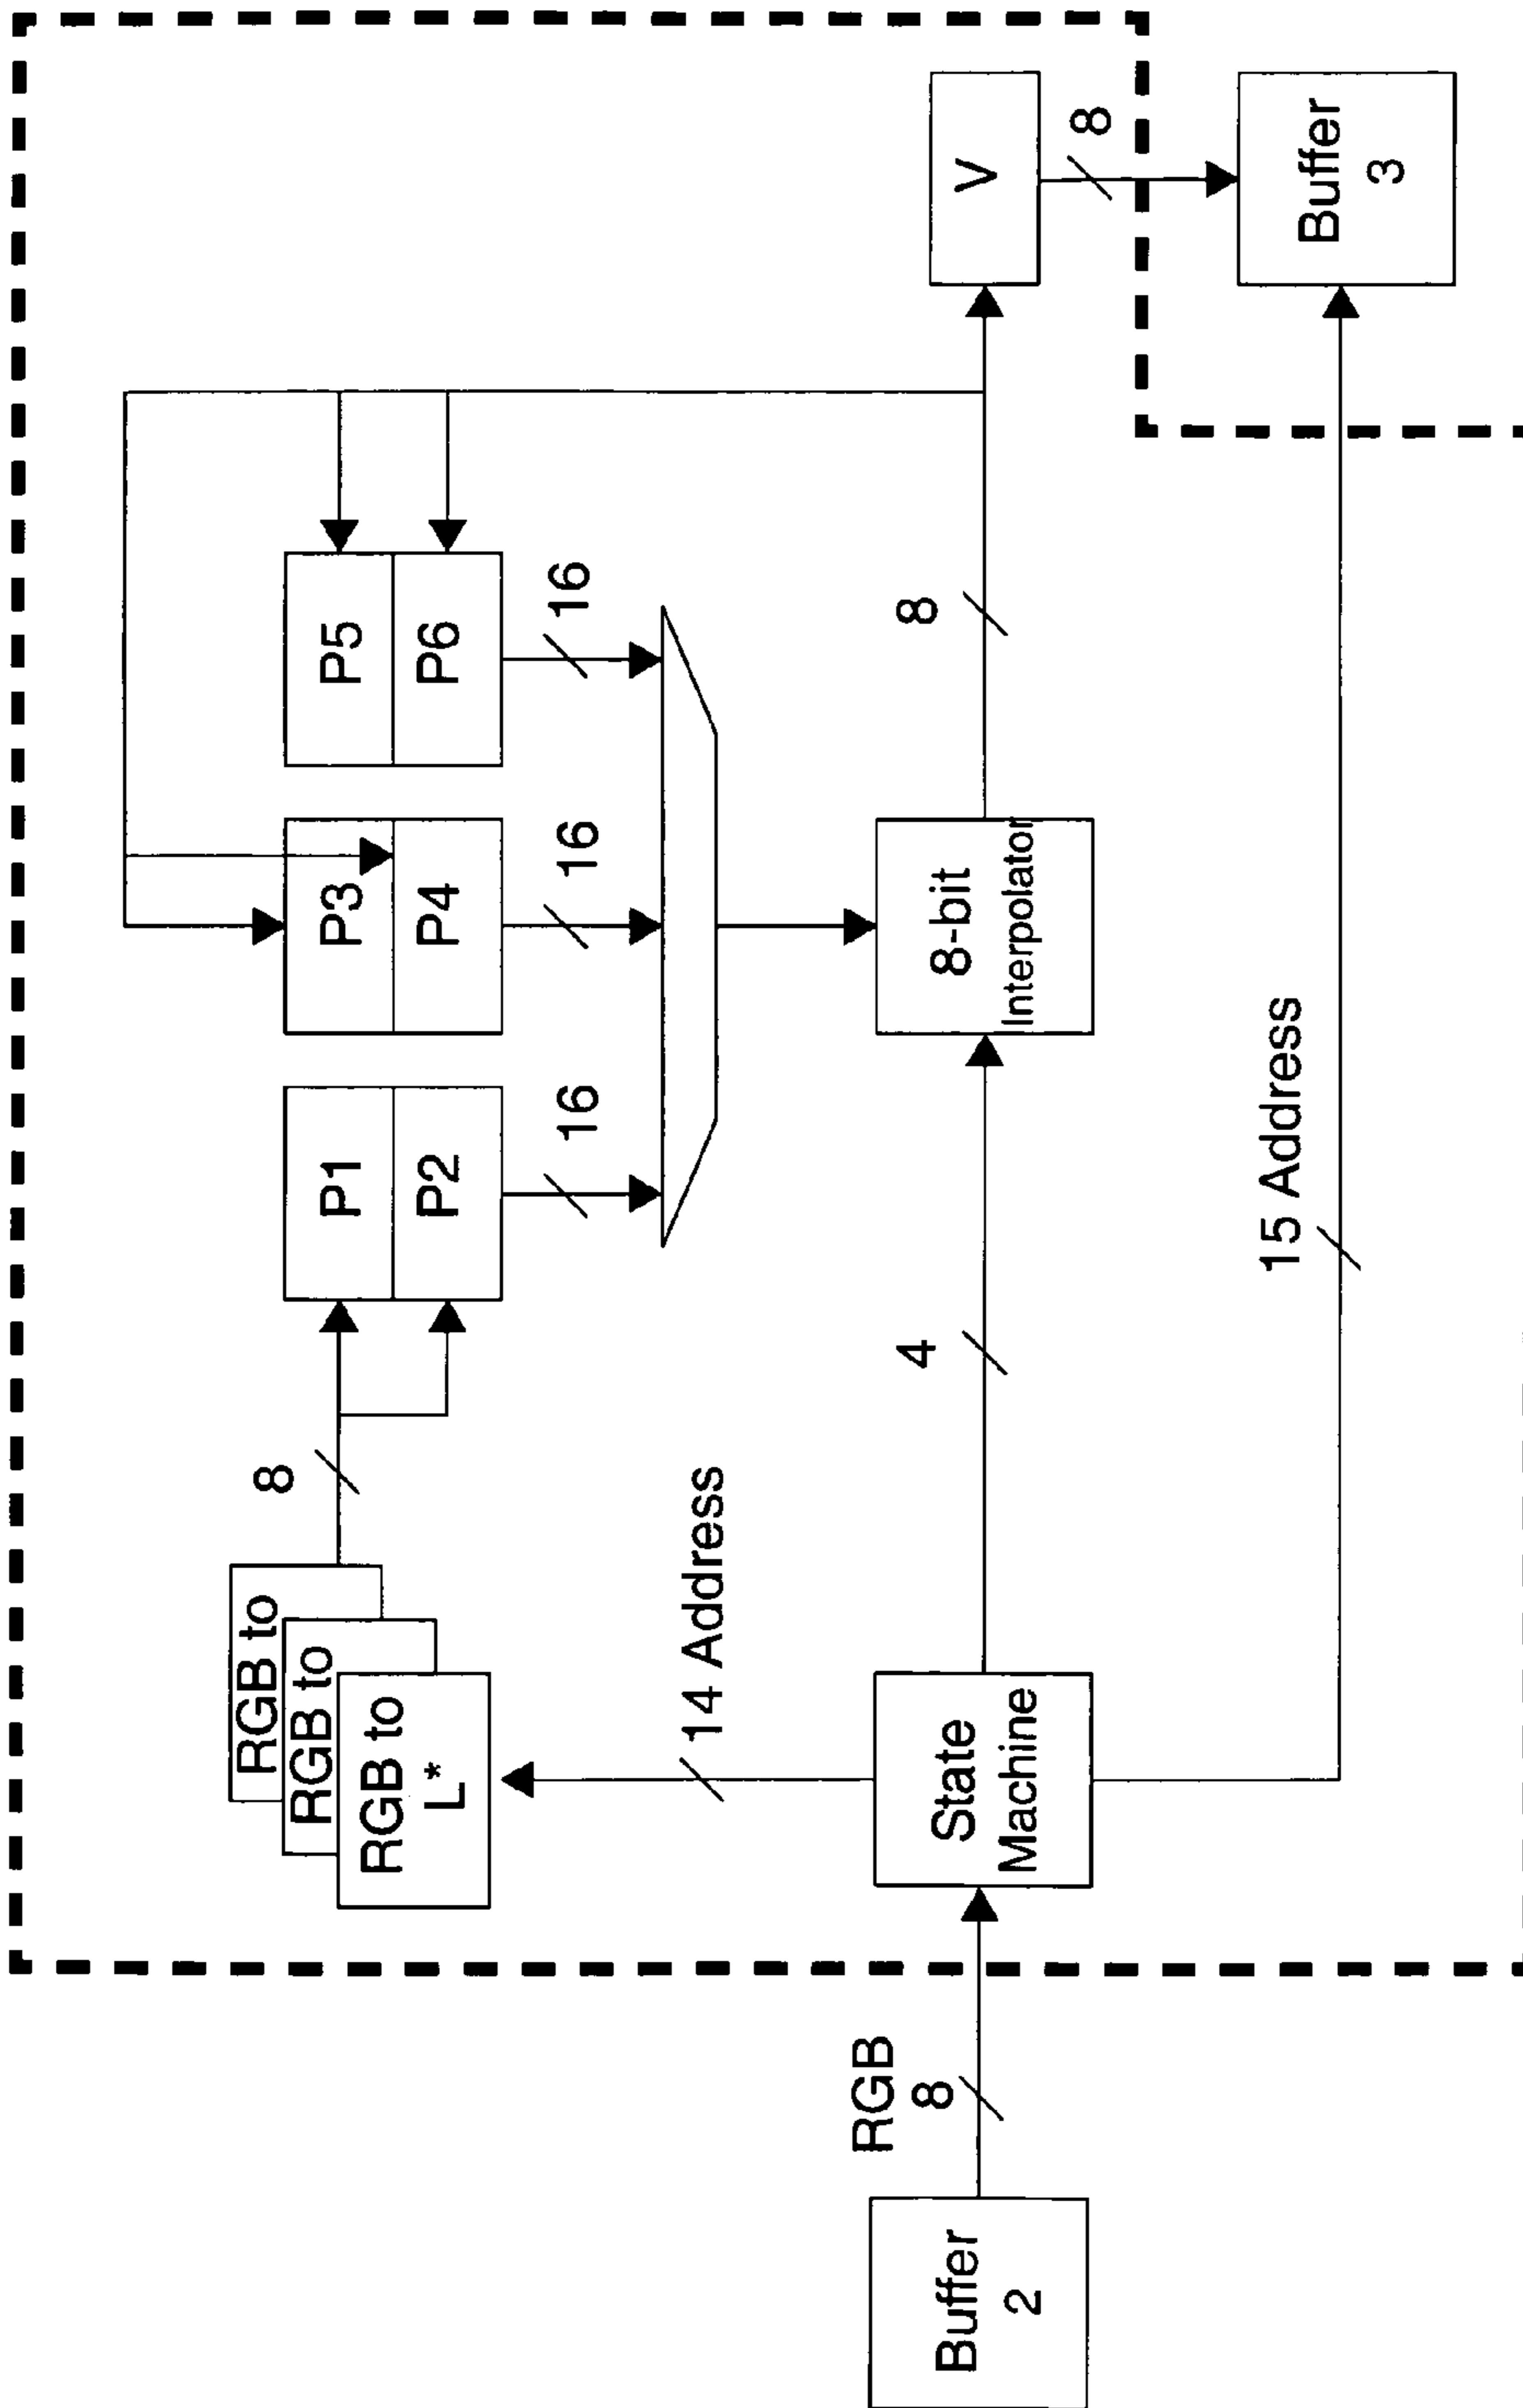 RGB to
RGB to
RGB to
L*
8
P1
P2
P3
P4
P5
P6
16
16
16
14 Address
RGB
8
Buffer
2
State
Machine
4
8-bit
Interpolator
8
V
8
15 Address
Buffer
3